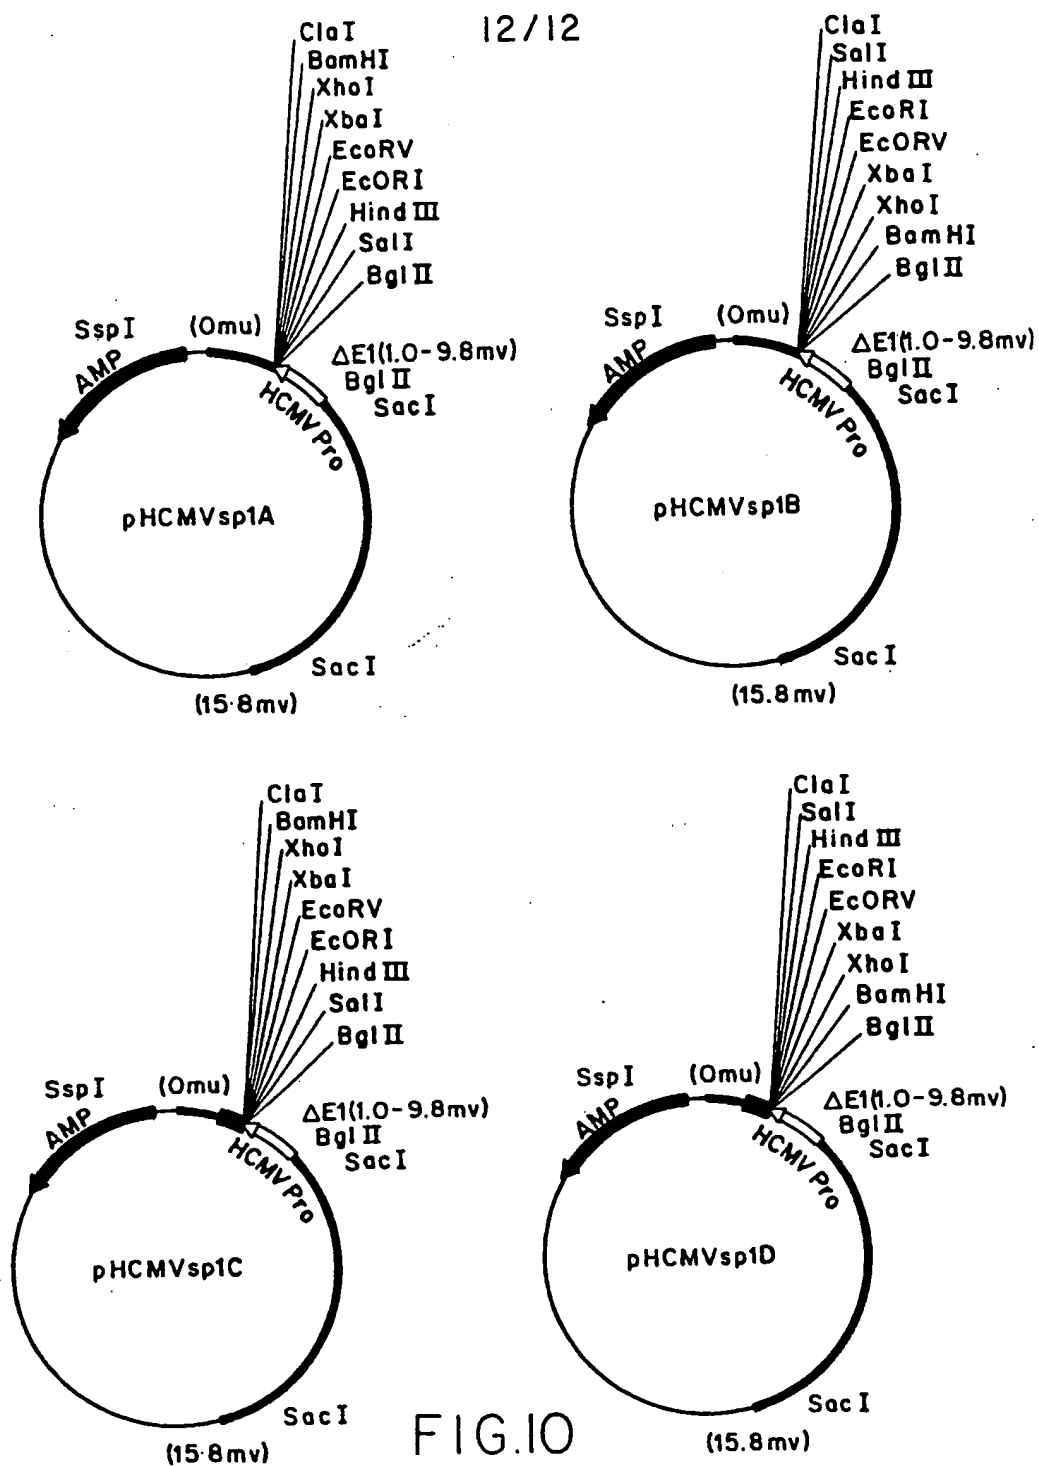 12/12
ClaI
BamHI
XhoI
XbaI
EcoRV
EcORI
Hind III
SalI
BglII
SspI
(Omu)
AMP
ΔE1(1.0-9.8mv)
BglII
SacI
HCMV Pro
pHCMVsp1A
SacI
(15·8mv)
ClaI
SalI
Hind III
EcoRI
EcORV
XbaI
XhoI
BamHI
BglII
SspI
(Omu)
AMP
ΔE1(1.0-9.8mv)
BglII
SacI
HCMV Pro
pHCMVsp1B
SacI
(15.8mv)
ClaI
BamHI
XhoI
XbaI
EcoRV
EcORI
Hind III
SalI
BglII
SspI
(Omu)
AMP
ΔE1(1.0-9.8mv)
BglII
SacI
HCMV Pro
pHCMVsp1C
SacI
(15·8mv)
ClaI
SalI
Hind III
EcoRI
EcORV
XbaI
XhoI
BamHI
BglII
SspI
(Omu)
AMP
ΔE1(1.0-9.8mv)
BglII
SacI
HCMV Pro
pHCMVsp1D
SacI
(15.8mv)
FIG.10